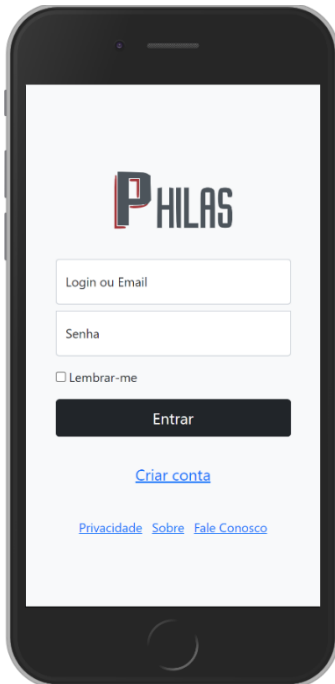 PHILAS
Login ou Email
Senha
Lembrar-me
Entrar
Criar conta
Privacidade Sobre Fale Conosco